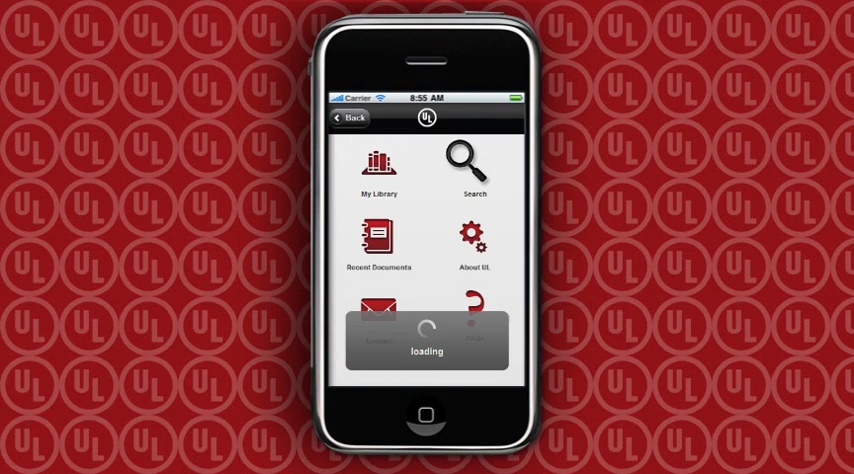 Carrier 8:55 AM
Back UL
My Library Search
Recent Documents About UL
loading